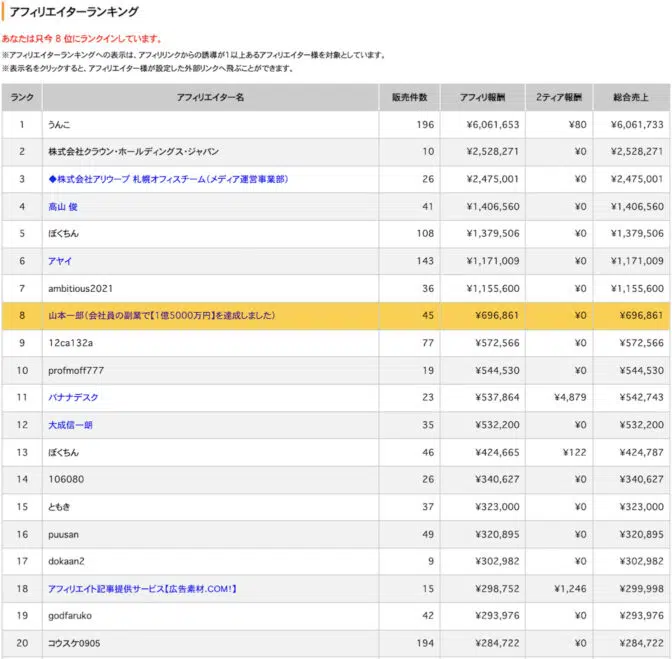 アフィリエイターランキング
あなたは只今 8 位にランクインしています。
※アフィリエイターランキングへの表示は、アフィリリンクからの誘導が1以上あるアフィリエイター様を対象としています。
※表示名をクリックすると、アフィリエイター様が設定した外部リンクへ飛ぶことができます。
ランク アフィリエイター名 販売件数 アフィリ報酬 2ティア報酬 総合売上
1 うんこ 196 ¥6,061,653 ¥80 ¥6,061,733
2 株式会社クラウン・ホールディングス・ジャパン 10 ¥2,528,271 ¥0 ¥2,528,271
3 ◆株式会社アリウープ 札幌オフィスチーム(メディア運営事業部) 26 ¥2,475,001 ¥0 ¥2,475,001
4 高山 俊 41 ¥1,406,560 ¥0 ¥1,406,560
5 ぼくちん 108 ¥1,379,506 ¥0 ¥1,379,506
6 アヤイ 143 ¥1,171,009 ¥0 ¥1,171,009
7 ambitious2021 36 ¥1,155,600 ¥0 ¥1,155,600
8 山本一郎(会社員の副業で【1億5000万円】を達成しました) 45 ¥696,861 ¥0 ¥696,861
9 12ca132a 77 ¥572,566 ¥0 ¥572,566
10 profmoff777 19 ¥544,530 ¥0 ¥544,530
11 バナナデスク 23 ¥537,864 ¥4,879 ¥542,743
12 大成信一朗 35 ¥532,200 ¥0 ¥532,200
13 ぼくちん 46 ¥424,665 ¥122 ¥424,787
14 106080 26 ¥340,627 ¥0 ¥340,627
15 ともき 37 ¥323,000 ¥0 ¥323,000
16 puusan 49 ¥320,895 ¥0 ¥320,895
17 dokaan2 9 ¥302,982 ¥0 ¥302,982
18 アフィリエイト記事提供サービス【広告素材.COM!】 15 ¥298,752 ¥1,246 ¥299,998
19 godfaruko 42 ¥293,976 ¥0 ¥293,976
20 コウスケ0905 194 ¥284,722 ¥0 ¥284,722